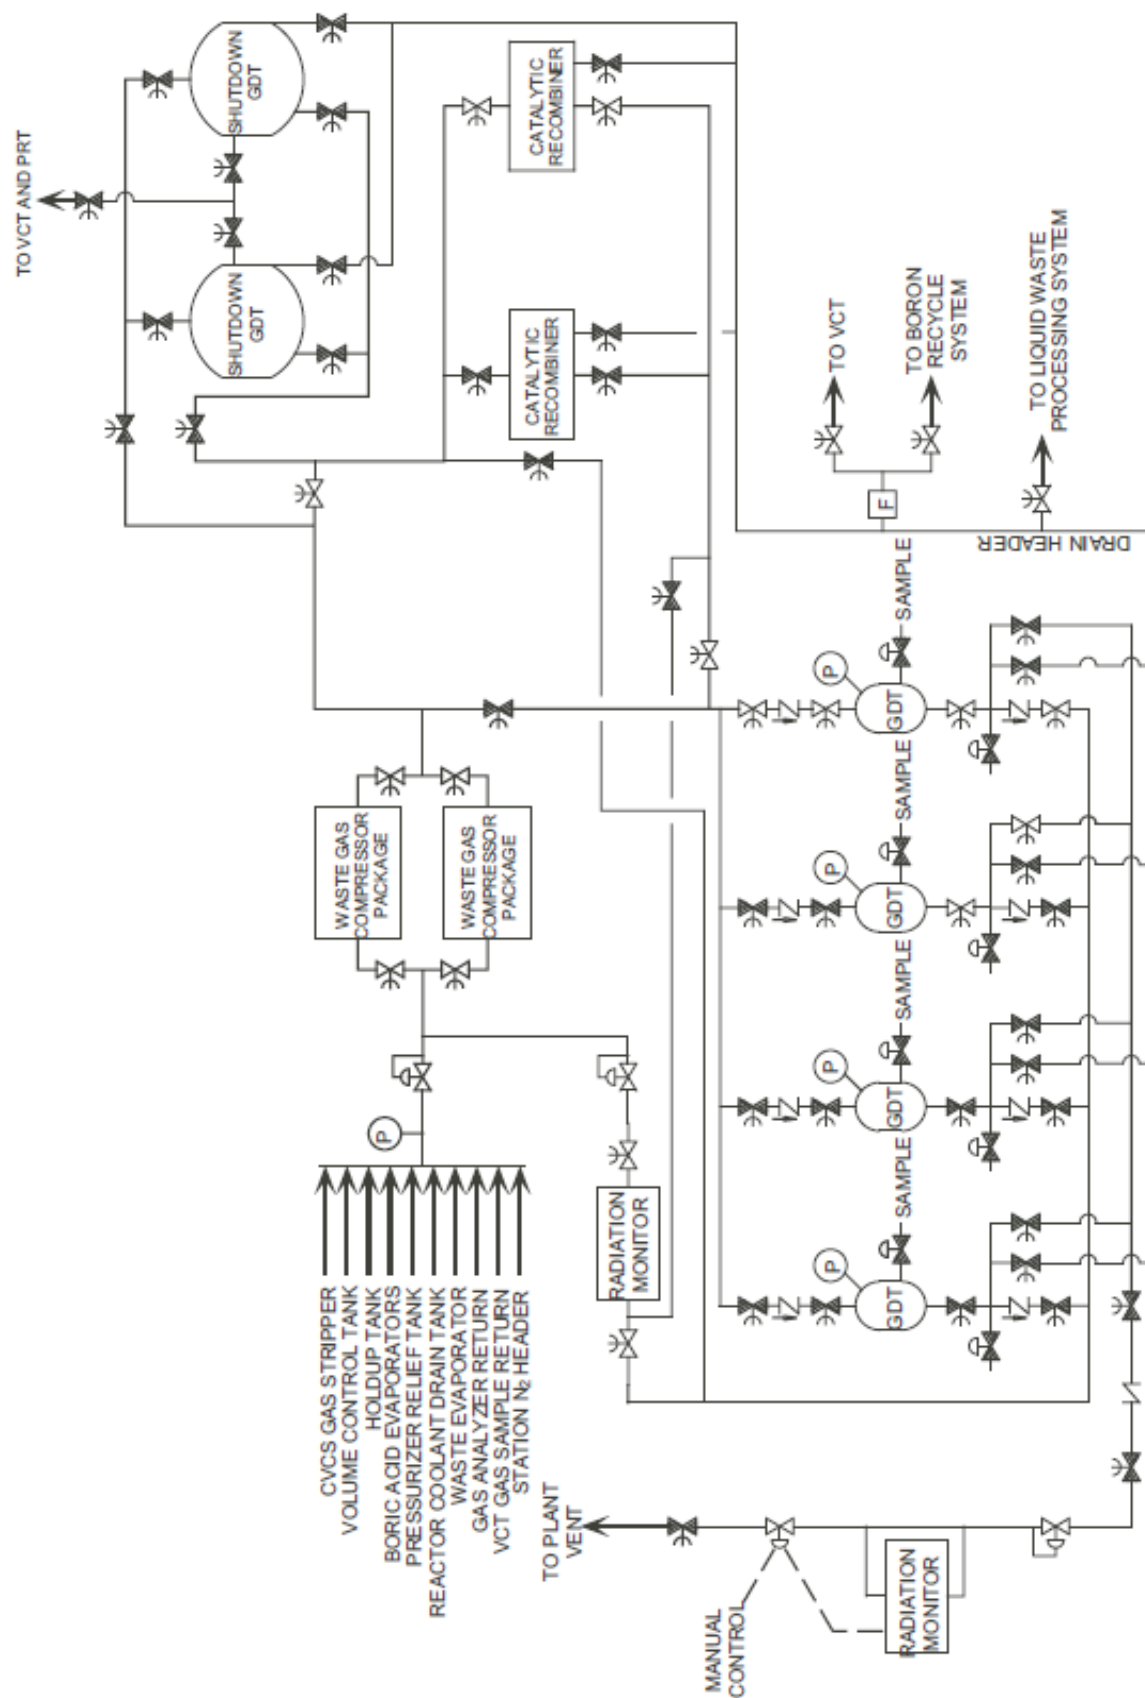 CVCS GAS STRIPPER
VOLUME CONTROL TANK
HOLDUP TANK
BORIC ACID EVAPORATORS
PRESSURIZER RELIEF TANK
REACTOR COOLANT DRAIN TANK
WASTE EVAPORATOR
GAS ANALYZER RETURN
VCT GAS SAMPLE RETURN
STATION N₂ HEADER
P
WASTE GAS
COMPRESSOR
PACKAGE
WASTE GAS
COMPRESSOR
PACKAGE
TO VCT AND PRT
SHUTDOWN
GDT
SHUTDOWN
GDT
CATALYTIC
RECOMBINER
CATALYTIC
RECOMBINER
TO PLANT
VENT
RADIATION
MONITOR
MANUAL
CONTROL
RADIATION
MONITOR
P
GDT
SAMPLE
P
GDT
SAMPLE
P
GDT
SAMPLE
P
GDT
SAMPLE
F
TO VCT
TO BORON
RECYCLE
SYSTEM
TO LIQUID WASTE
PROCESSING SYSTEM
DRAIN HEADER